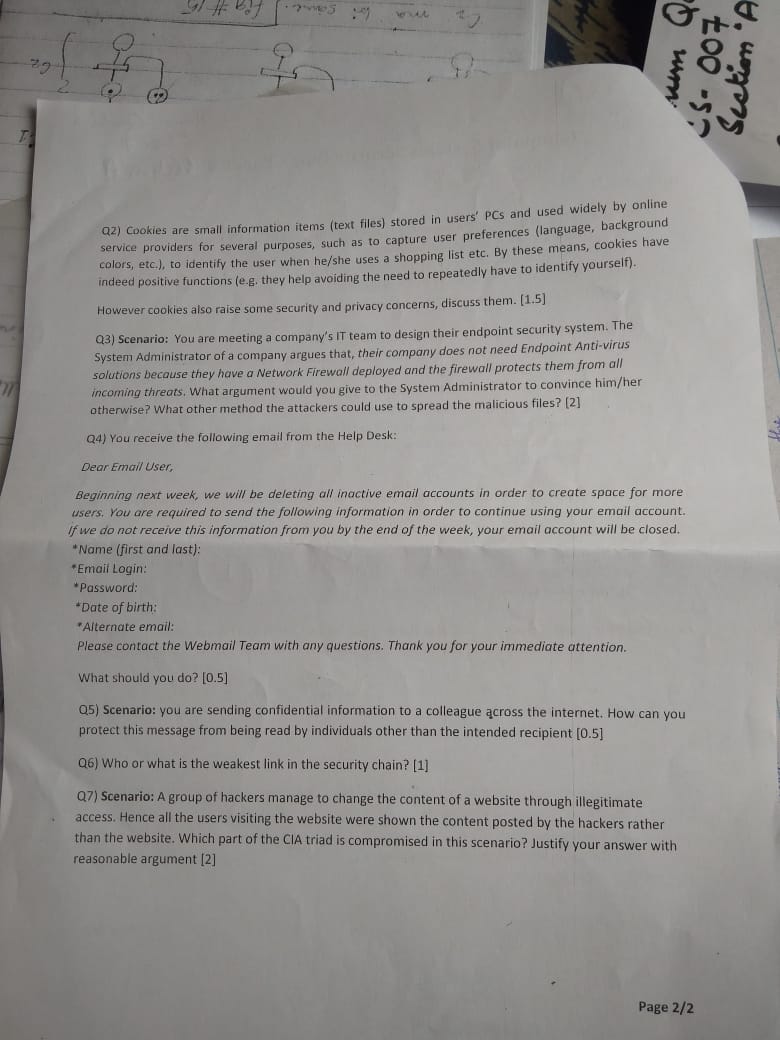 C2 ma bi same. fig # 15
C2
um Q
CS- 007
Section 'A
Q2) Cookies are small information items (text files) stored in users' PCs and used widely by online
service providers for several purposes, such as to capture user preferences (language, background
colors, etc.), to identify the user when he/she uses a shopping list etc. By these means, cookies have
indeed positive functions (e.g. they help avoiding the need to repeatedly have to identify yourself).
However cookies also raise some security and privacy concerns, discuss them. [1.5]
Q3) Scenario: You are meeting a company's IT team to design their endpoint security system. The
System Administrator of a company argues that, their company does not need Endpoint Anti-virus
solutions because they have a Network Firewall deployed and the firewall protects them from all
incoming threats. What argument would you give to the System Administrator to convince him/her
otherwise? What other method the attackers could use to spread the malicious files? [2]
Q4) You receive the following email from the Help Desk:
Dear Email User,
Beginning next week, we will be deleting all inactive email accounts in order to create space for more
users. You are required to send the following information in order to continue using your email account.
If we do not receive this information from you by the end of the week, your email account will be closed.
*Name (first and last):
*Email Login:
*Password:
*Date of birth:
*Alternate email:
Please contact the Webmail Team with any questions. Thank you for your immediate attention.
What should you do? [0.5]
Q5) Scenario: you are sending confidential information to a colleague across the internet. How can you
protect this message from being read by individuals other than the intended recipient [0.5]
Q6) Who or what is the weakest link in the security chain? [1]
Q7) Scenario: A group of hackers manage to change the content of a website through illegitimate
access. Hence all the users visiting the website were shown the content posted by the hackers rather
than the website. Which part of the CIA triad is compromised in this scenario? Justify your answer with
reasonable argument [2]
Page 2/2